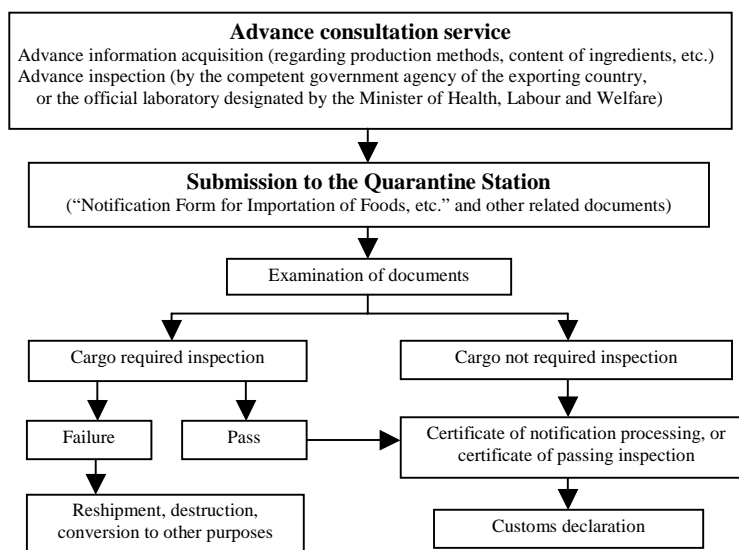 Advance consultation service
Advance information acquisition (regarding production methods, content of ingredients, etc.)
Advance inspection (by the competent government agency of the exporting country,
or the official laboratory designated by the Minister of Health, Labour and Welfare)
Submission to the Quarantine Station
(“Notification Form for Importation of Foods, etc.” and other related documents)
Examination of documents
Cargo required inspection
Cargo not required inspection
Failure
Pass
Certificate of notification processing, or
certificate of passing inspection
Reshipment, destruction,
conversion to other purposes
Customs declaration